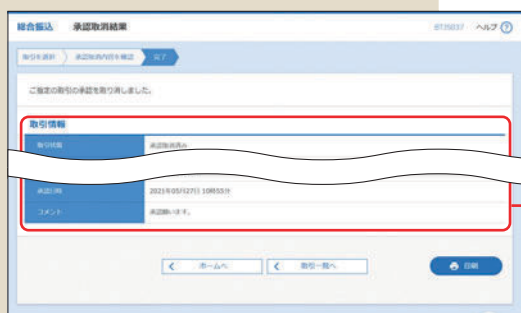 総合振込 承認取消結果 BTJS037 ヘルプ ?
取引を選択 承認取消内容を確認 完了
ご指定の取引の承認を取り消しました。
取引情報
取引状態 承認取消済み
承認日時 2021年05月27日 10時55分
コメント 承認願います。
ホームへ 取引一覧へ 印刷